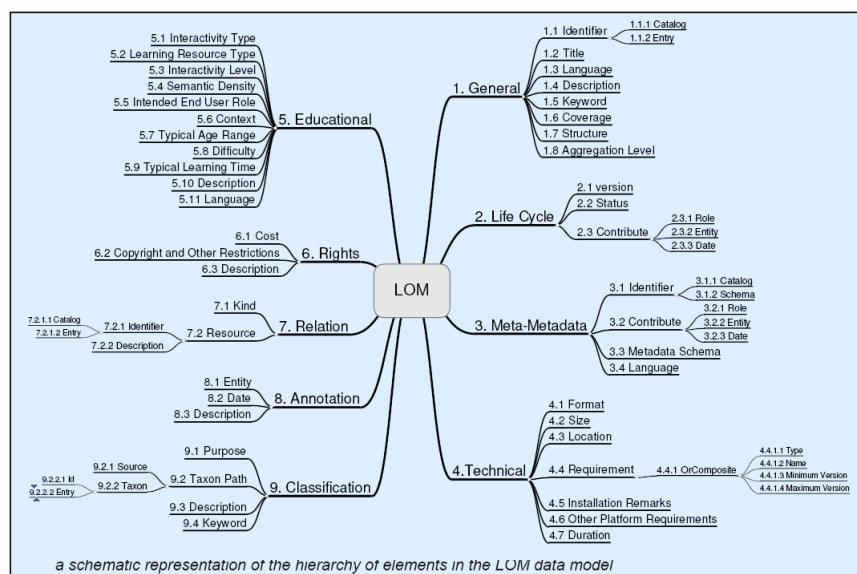 LOM
1. General
1.1 Identifier
1.1.1 Catalog
1.1.2 Entry
1.2 Title
1.3 Language
1.4 Description
1.5 Keyword
1.6 Coverage
1.7 Structure
1.8 Aggregation Level
2. Life Cycle
2.1 version
2.2 Status
2.3 Contribute
2.3.1 Role
2.3.2 Entity
2.3.3 Date
3. Meta-Metadata
3.1 Identifier
3.1.1 Catalog
3.1.2 Schema
3.2 Contribute
3.2.1 Role
3.2.2 Entity
3.2.3 Date
3.3 Metadata Schema
3.4 Language
4.Technical
4.1 Format
4.2 Size
4.3 Location
4.4 Requirement
4.4.1 OrComposite
4.4.1.1 Type
4.4.1.2 Name
4.4.1.3 Minimum Version
4.4.1.4 Maximum Version
4.5 Installation Remarks
4.6 Other Platform Requirements
4.7 Duration
5. Educational
5.1 Interactivity Type
5.2 Learning Resource Type
5.3 Interactivity Level
5.4 Semantic Density
5.5 Intended End User Role
5.6 Context
5.7 Typical Age Range
5.8 Difficulty
5.9 Typical Learning Time
5.10 Description
5.11 Language
6. Rights
6.1 Cost
6.2 Copyright and Other Restrictions
6.3 Description
7. Relation
7.1 Kind
7.2 Resource
7.2.1 Identifier
7.2.1.1 Catalog
7.2.1.2 Entry
7.2.2 Description
8. Annotation
8.1 Entity
8.2 Date
8.3 Description
9. Classification
9.1 Purpose
9.2 Taxon Path
9.2.1 Source
9.2.2 Taxon
9.2.2.1 Id
9.2.2.2 Entry
9.3 Description
9.4 Keyword
a schematic representation of the hierarchy of elements in the LOM data model